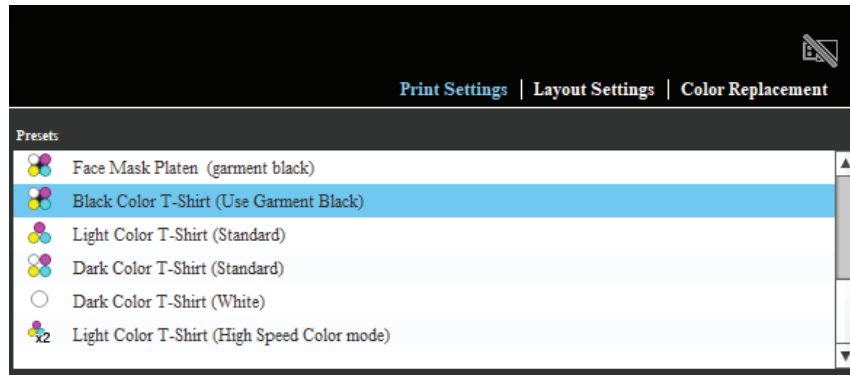 Print Settings | Layout Settings | Color Replacement
Presets
Face Mask Platen (garment black)
Black Color T-Shirt (Use Garment Black)
Light Color T-Shirt (Standard)
Dark Color T-Shirt (Standard)
Dark Color T-Shirt (White)
x2 Light Color T-Shirt (High Speed Color mode)